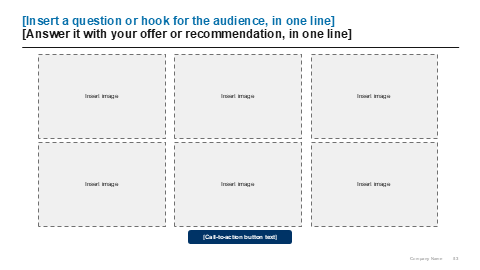 [Insert a question or hook for the audience, in one line]
[Answer it with your offer or recommendation, in one line]
Insert image Insert image Insert image
Insert image Insert image Insert image
[Call-to-action button text]
Company Name